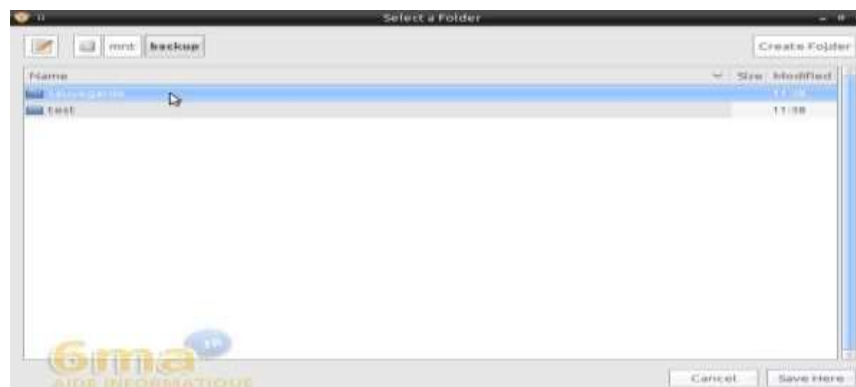 Select a Folder
mnt backup Create Folder
Name Size Modified
sauvegarde 11:38
test 11:38
6ma
AIDE INFORMATIQUE
Cancel Save Here